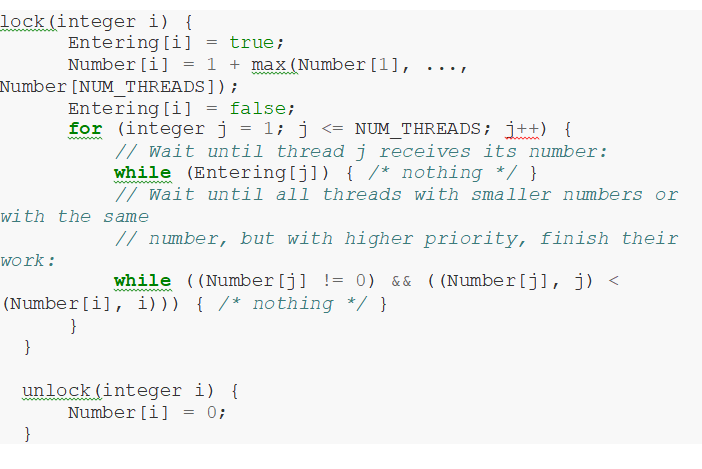 lock(integer i) {
Entering[i] = true;
Number[i] = 1 + max(Number[1], ...,
Number[NUM_THREADS]);
Entering[i] = false;
for (integer j = 1; j <= NUM_THREADS; j++) {
// Wait until thread j receives its number:
while (Entering[j]) { /* nothing */ }
// Wait until all threads with smaller numbers or
with the same
// number, but with higher priority, finish their
work:
while ((Number[j] != 0) && ((Number[j], j) <
(Number[i], i))) { /* nothing */ }
}
}
unlock(integer i) {
Number[i] = 0;
}